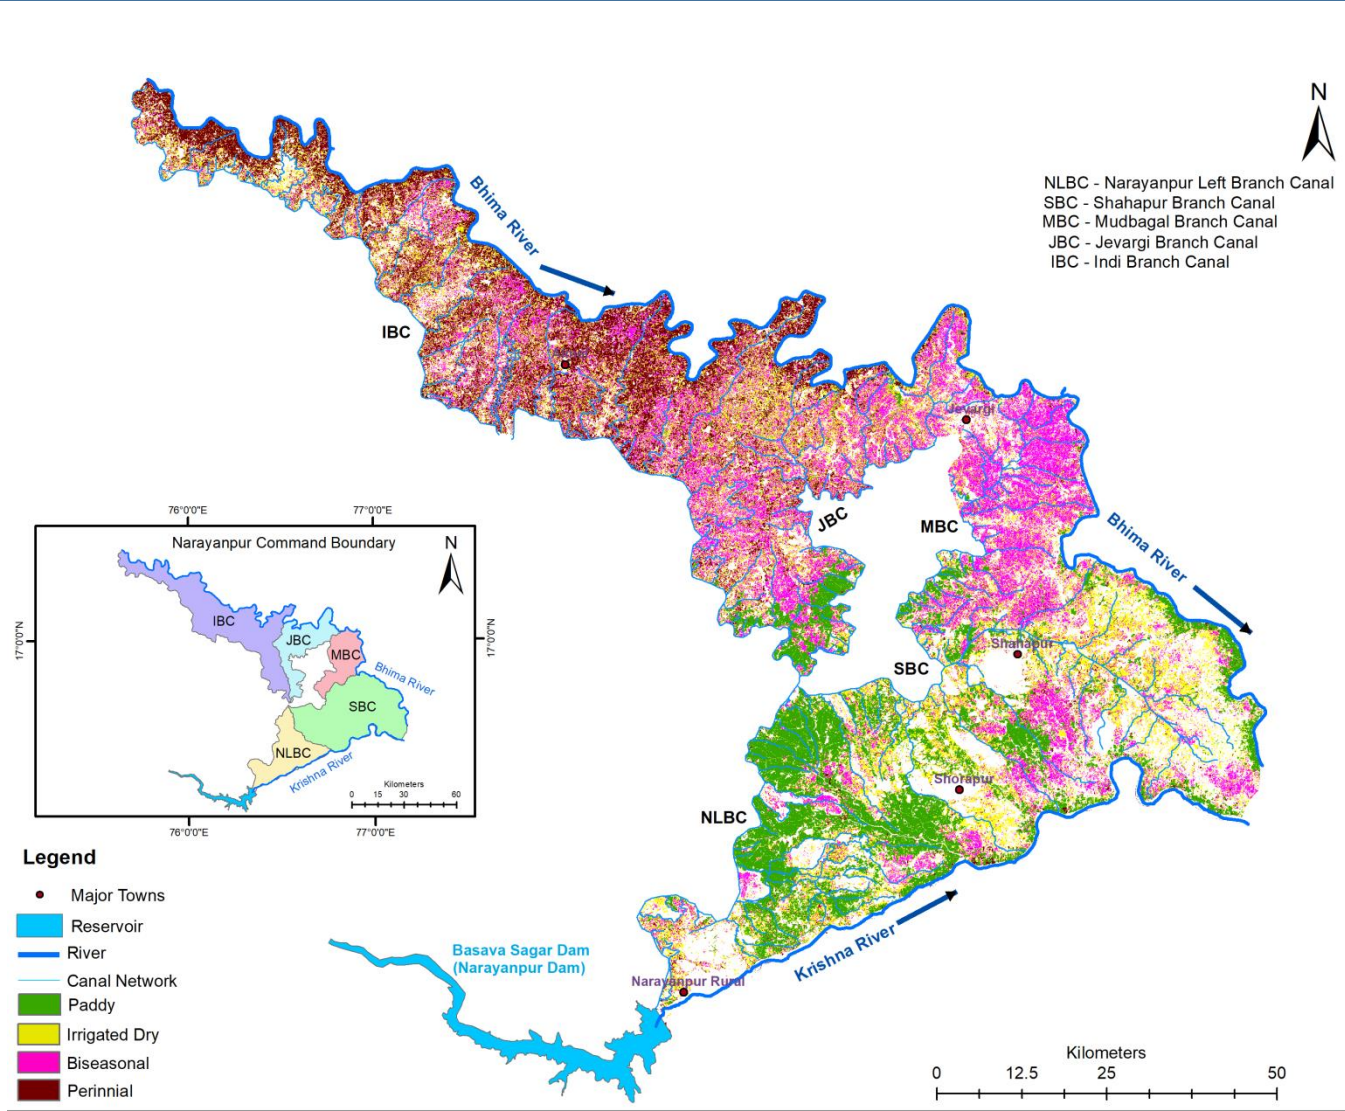 N
NLBC - Narayanpur Left Branch Canal
SBC - Shahapur Branch Canal
MBC - Mudbagal Branch Canal
JBC - Jevargi Branch Canal
IBC - Indi Branch Canal
Bhima River
IBC
Jevargi
JBC
MBC
Bhima River
Shahapur
SBC
Shorapur
NLBC
Krishna River
Basava Sagar Dam
(Narayanpur Dam)
Narayanpur Rural
76°0'0"E
77°0'0"E
Narayanpur Command Boundary
N
IBC
JBC
MBC
Bhima River
SBC
NLBC
Krishna River
Kilometers
0 15 30 60
17°0'0"N
17°0'0"N
76°0'0"E
77°0'0"E
Legend
Major Towns
Reservoir
River
Canal Network
Paddy
Irrigated Dry
Biseasonal
Perinnial
Kilometers
0 12.5 25 50